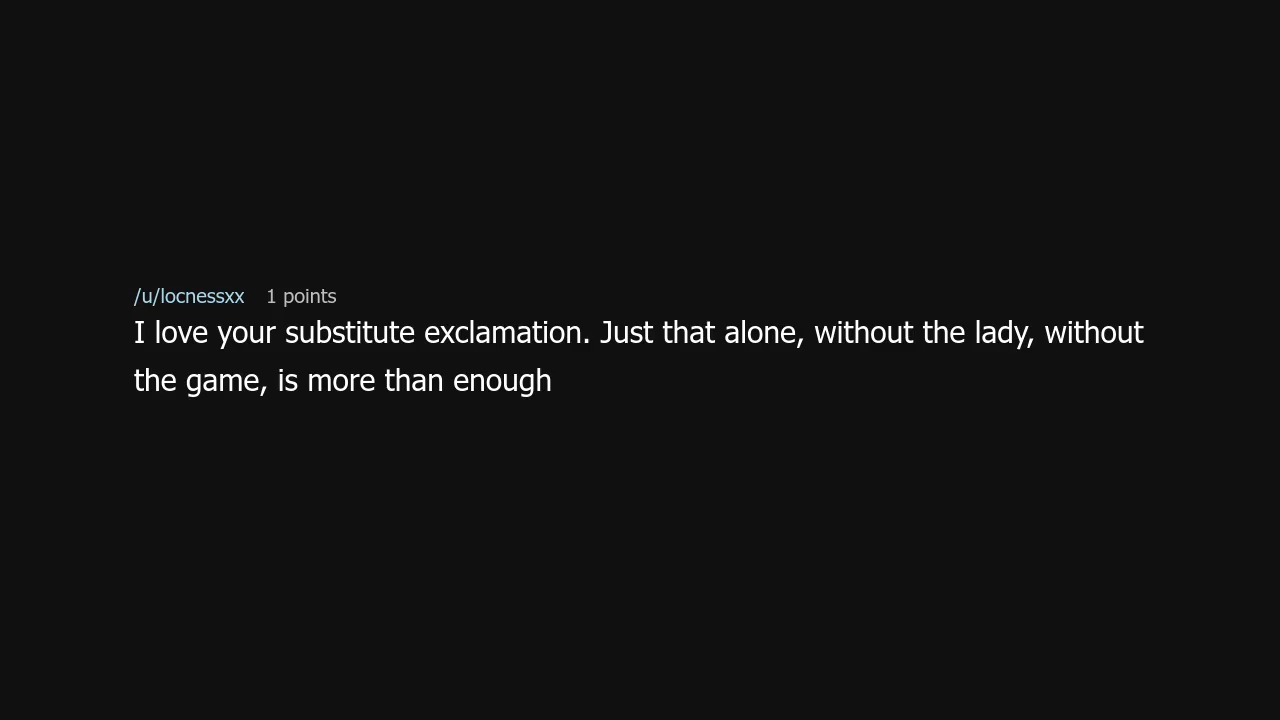 /u/locnessxx 1 points
I love your substitute exclamation. Just that alone, without the lady, without
the game, is more than enough